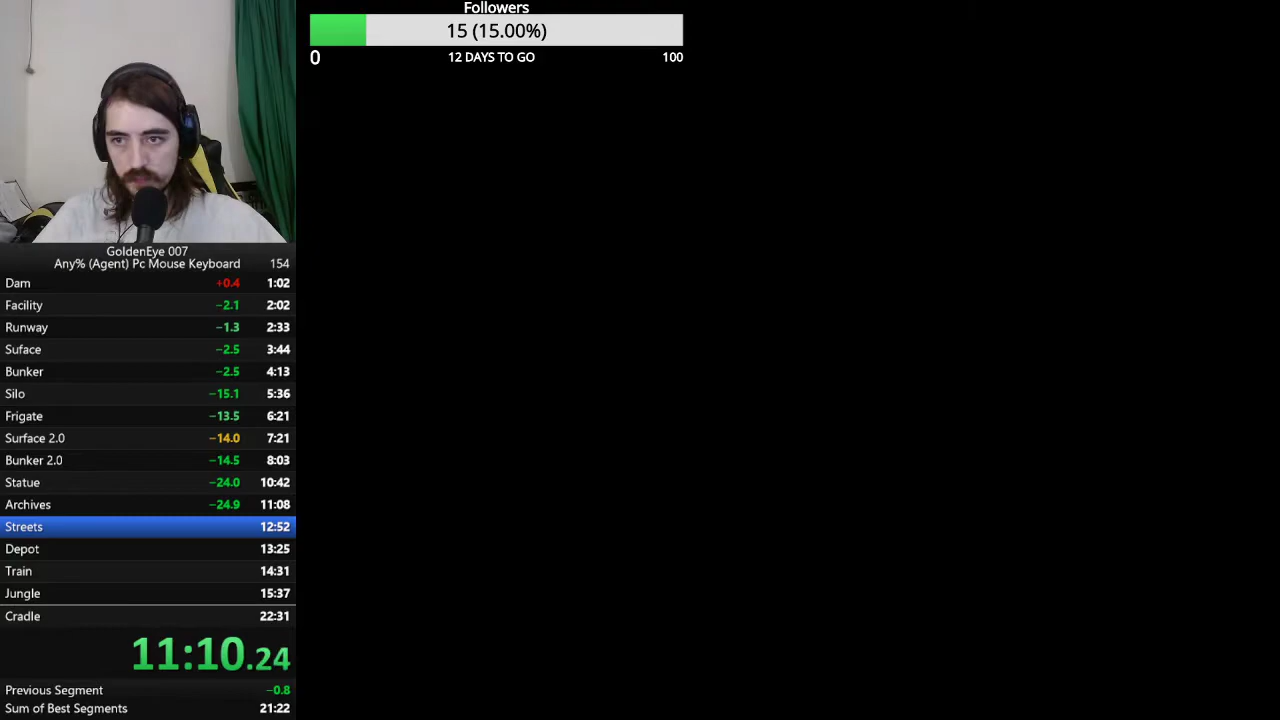 Followers
15 (15.00%)
0 12 DAYS TO GO 100
GoldenEye 007
Any% (Agent) Pc Mouse Keyboard 154
Dam +0.4 1:02
Facility −2.1 2:02
Runway −1.3 2:33
Suface −2.5 3:44
Bunker −2.5 4:13
Silo −15.1 5:36
Frigate −13.5 6:21
Surface 2.0 −14.0 7:21
Bunker 2.0 −14.5 8:03
Statue −24.0 10:42
Archives −24.9 11:08
Streets 12:52
Depot 13:25
Train 14:31
Jungle 15:37
Cradle 22:31
11:10.24
Previous Segment −0.8
Sum of Best Segments 21:22